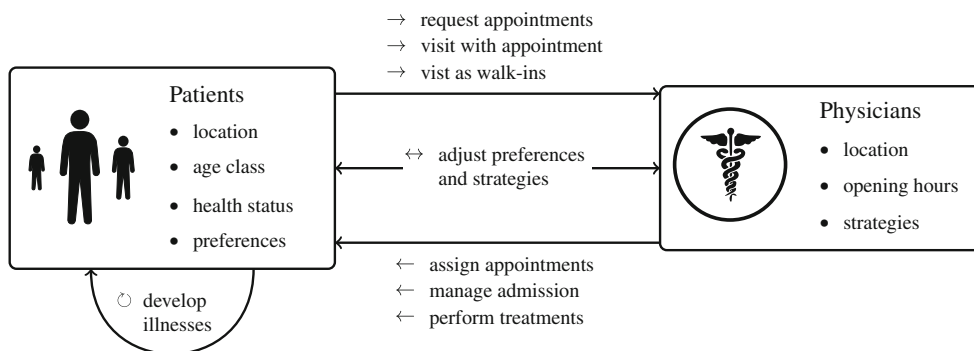 → request appointments
→ visit with appointment
→ vist as walk-ins
Patients
• location
• age class
• health status
• preferences
↔ adjust preferences
and strategies
Physicians
• location
• opening hours
• strategies
← assign appointments
← manage admission
← perform treatments
↻ develop
illnesses